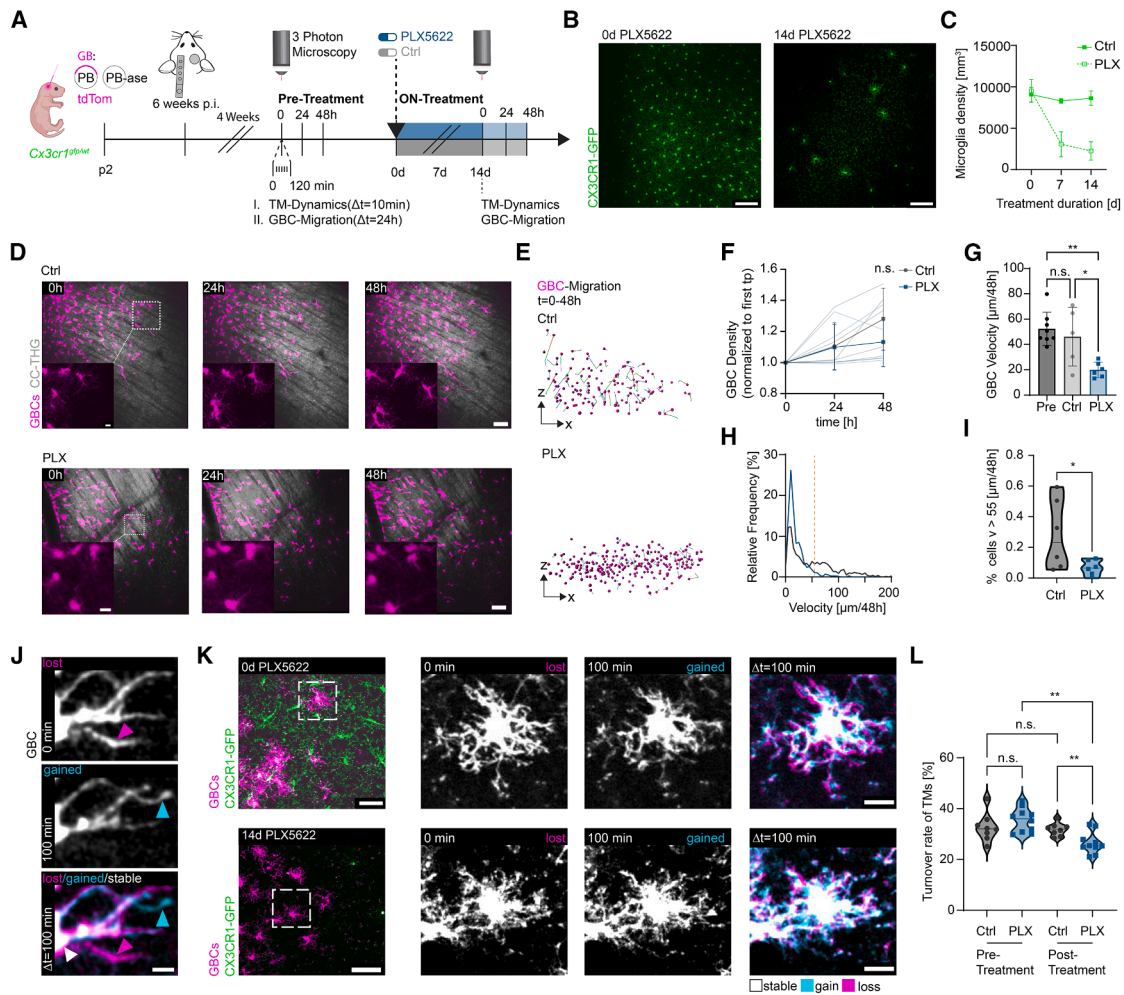 A
GB:
PB
PB-ase
tdTom
Cx3cr1gfp/wt
6 weeks p.i.
3 Photon
Microscopy
PLX5622
Ctrl
Pre-Treatment
ON-Treatment
4 Weeks
0 24 48h
0 24 48h
p2
0 120 min
0d 7d 14d
I. TM-Dynamics(Δt=10min)
II. GBC-Migration(Δt=24h)
TM-Dynamics
GBC-Migration
B
0d PLX5622
14d PLX5622
CX3CR1-GFP
C
Microglia density [mm³]
15000
10000
5000
0
0 7 14
Treatment duration [d]
Ctrl
PLX
D
Ctrl
0h
24h
48h
GBCs CC-THG
PLX
0h
24h
48h
E
GBC-Migration
t=0-48h
Ctrl
z
x
PLX
z
x
F
GBC Density
(normalized to first tp)
1.6
1.4
1.2
1.0
0.8
0 24 48
time [h]
n.s.
Ctrl
PLX
G
GBC Velocity [µm/48h]
100
80
60
40
20
0
**
n.s.
*
Pre Ctrl PLX
H
Relative Frequency [%]
30
20
10
0
0 100 200
Velocity [µm/48h]
I
% cells v > 55 [µm/48h]
0.8
0.6
0.4
0.2
0.0
*
Ctrl PLX
J
GBC
lost
0 min
gained
100 min
lost/gained/stable
Δt=100 min
K
0d PLX5622
GBCs
CX3CR1-GFP
0 min lost
100 min gained
Δt=100 min
14d PLX5622
GBCs
CX3CR1-GFP
0 min lost
100 min gained
Δt=100 min
stable gain loss
L
Turnover rate of TMs [%]
60
40
20
0
**
n.s.
n.s.
**
Ctrl PLX Ctrl PLX
Pre-
Treatment
Post-
Treatment